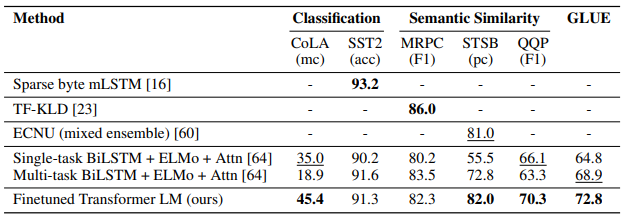 Method Classification Semantic Similarity GLUE
CoLA SST2 MRPC STSB QQP
(mc) (acc) (F1) (pc) (F1)
Sparse byte mLSTM [16] - 93.2 - - - -
TF-KLD [23] - - 86.0 - - -
ECNU (mixed ensemble) [60] - - - 81.0 - -
Single-task BiLSTM + ELMo + Attn [64] 35.0 90.2 80.2 55.5 66.1 64.8
Multi-task BiLSTM + ELMo + Attn [64] 18.9 91.6 83.5 72.8 63.3 68.9
Finetuned Transformer LM (ours) 45.4 91.3 82.3 82.0 70.3 72.8